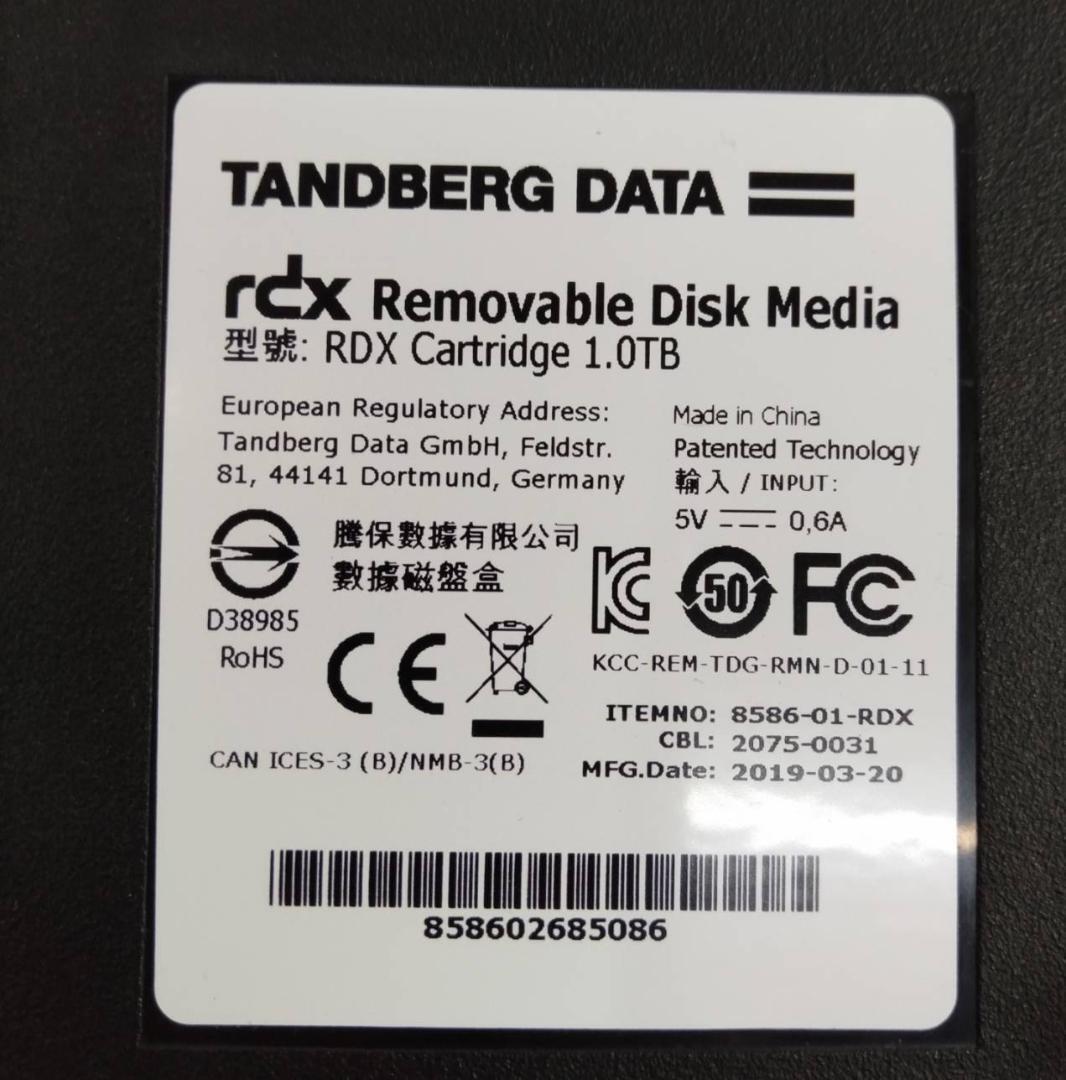 TANDBERG DATA
rdx Removable Disk Media
型號: RDX Cartridge 1.0TB
European Regulatory Address:
Tandberg Data GmbH, Feldstr.
81, 44141 Dortmund, Germany
Made in China
Patented Technology
輸入 / INPUT:
5V 0,6A
騰保數據有限公司
數據磁盤盒
D38985
RoHS
CE
KC
50
FC
KCC-REM-TDG-RMN-D-01-11
ITEMNO: 8586-01-RDX
CBL: 2075-0031
MFG.Date: 2019-03-20
CAN ICES-3 (B)/NMB-3(B)
858602685086